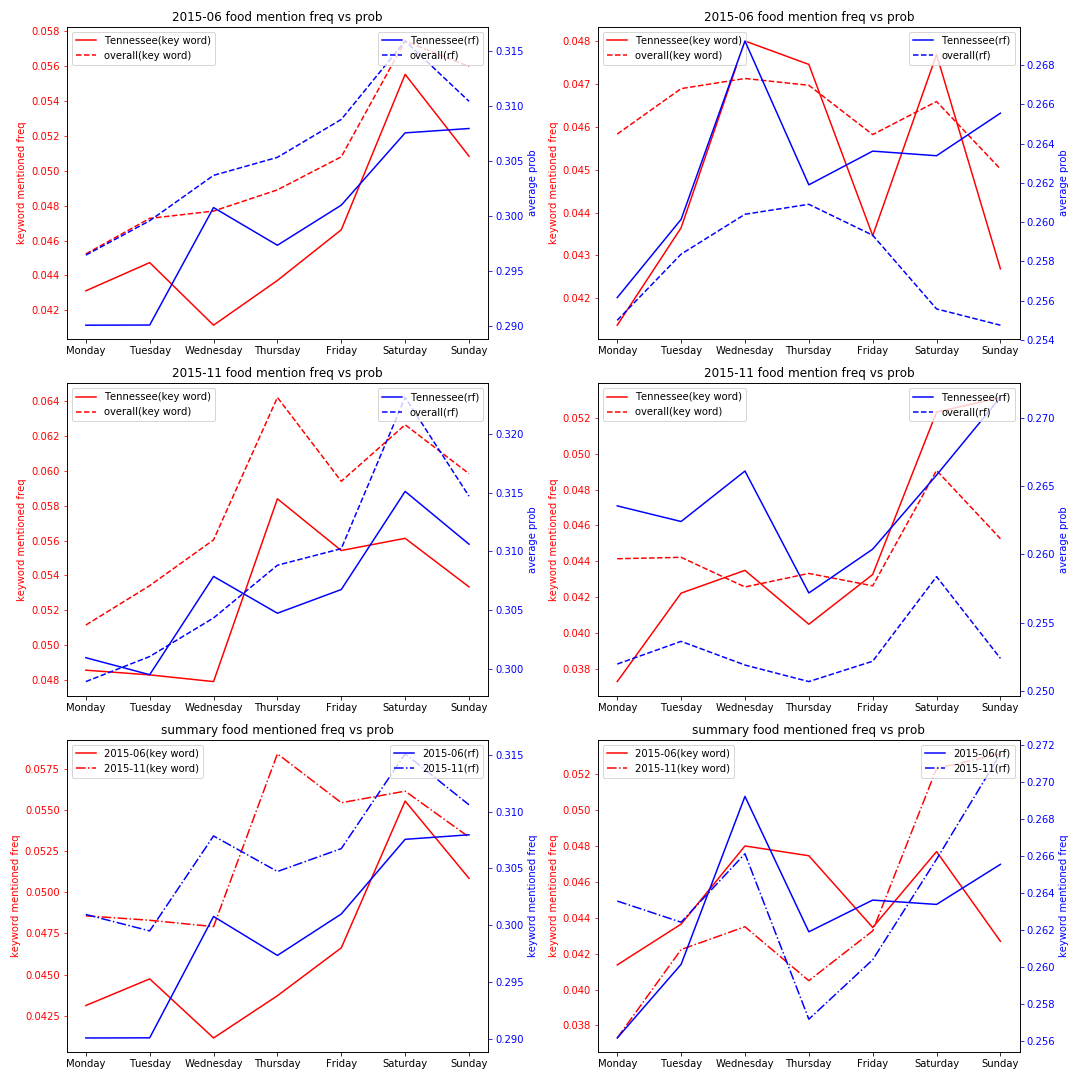 2015-06 food mention freq vs prob
Tennessee(key word)
overall(key word)
Tennessee(rf)
overall(rf)
keyword mentioned freq
0.058
0.056
0.054
0.052
0.050
0.048
0.046
0.044
0.042
average prob
0.315
0.310
0.305
0.300
0.295
0.290
Monday Tuesday Wednesday Thursday Friday Saturday Sunday
2015-06 food mention freq vs prob
Tennessee(key word)
overall(key word)
Tennessee(rf)
overall(rf)
keyword mentioned freq
0.048
0.047
0.046
0.045
0.044
0.043
0.042
average prob
0.268
0.266
0.264
0.262
0.260
0.258
0.256
0.254
Monday Tuesday Wednesday Thursday Friday Saturday Sunday
2015-11 food mention freq vs prob
Tennessee(key word)
overall(key word)
Tennessee(rf)
overall(rf)
keyword mentioned freq
0.064
0.062
0.060
0.058
0.056
0.054
0.052
0.050
0.048
average prob
0.320
0.315
0.310
0.305
0.300
Monday Tuesday Wednesday Thursday Friday Saturday Sunday
2015-11 food mention freq vs prob
Tennessee(key word)
overall(key word)
Tennessee(rf)
overall(rf)
keyword mentioned freq
0.052
0.050
0.048
0.046
0.044
0.042
0.040
0.038
average prob
0.270
0.265
0.260
0.255
0.250
Monday Tuesday Wednesday Thursday Friday Saturday Sunday
summary food mentioned freq vs prob
2015-06(key word)
2015-11(key word)
2015-06(rf)
2015-11(rf)
keyword mentioned freq
0.0575
0.0550
0.0525
0.0500
0.0475
0.0450
0.0425
keyword mentioned freq
0.315
0.310
0.305
0.300
0.295
0.290
Monday Tuesday Wednesday Thursday Friday Saturday Sunday
summary food mentioned freq vs prob
2015-06(key word)
2015-11(key word)
2015-06(rf)
2015-11(rf)
keyword mentioned freq
0.052
0.050
0.048
0.046
0.044
0.042
0.040
0.038
keyword mentioned freq
0.272
0.270
0.268
0.266
0.264
0.262
0.260
0.258
0.256
Monday Tuesday Wednesday Thursday Friday Saturday Sunday